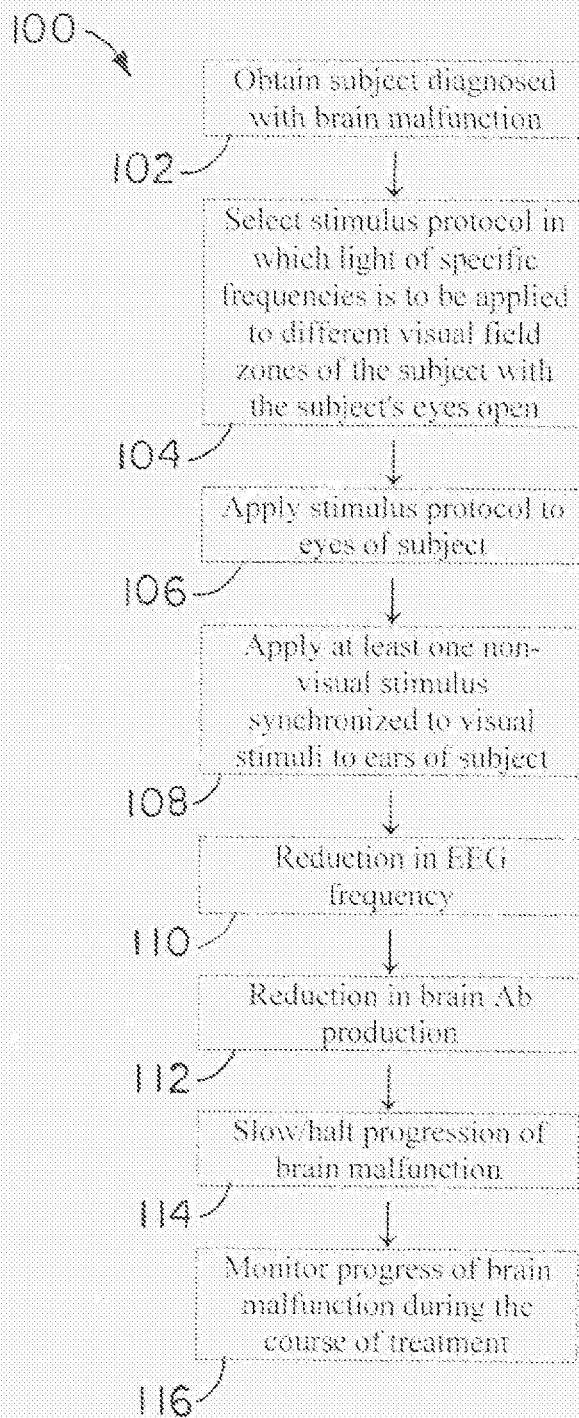 100
Obtain subject diagnosed
with brain malfunction
102
Select stimulus protocol in
which light of specific
frequencies is to be applied
to different visual field
zones of the subject with
the subject's eyes open
104
Apply stimulus protocol to
eyes of subject
106
Apply at least one non-
visual stimulus
synchronized to visual
stimuli to ears of subject
108
Reduction in EEG
frequency
110
Reduction in brain Ab
production
112
Slow/halt progression of
brain malfunction
114
Monitor progress of brain
malfunction during the
course of treatment
116